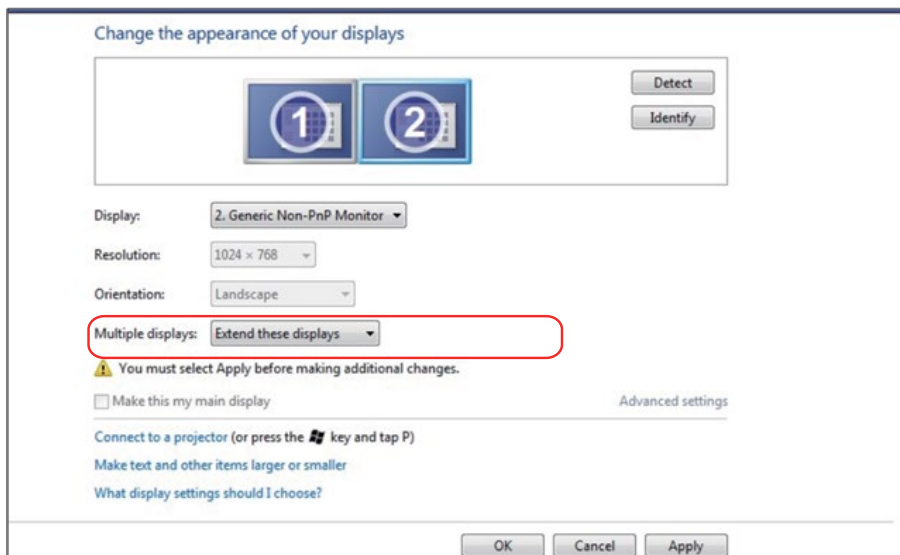 Change the appearance of your displays
1 2
Detect
Identify
Display: 2. Generic Non-PnP Monitor
Resolution: 1024 × 768
Orientation: Landscape
Multiple displays: Extend these displays
You must select Apply before making additional changes.
Make this my main display Advanced settings
Connect to a projector (or press the key and tap P)
Make text and other items larger or smaller
What display settings should I choose?
OK Cancel Apply